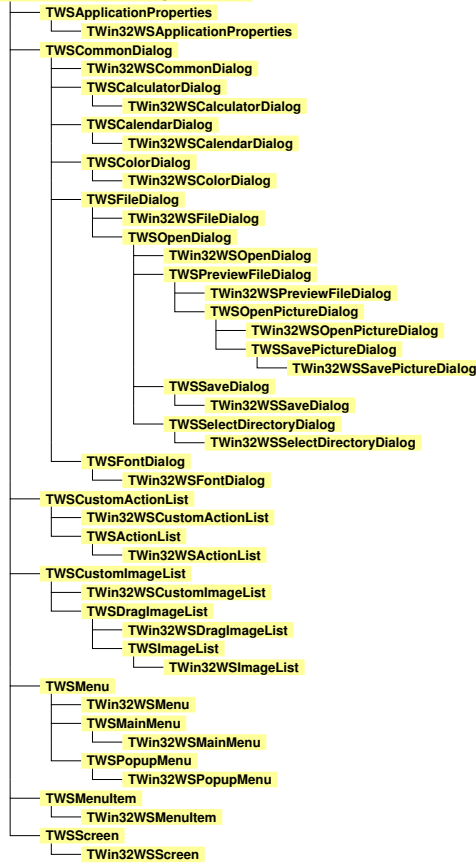 TWSApplicationProperties
TWin32WSApplicationProperties
TWSCommonDialog
TWin32WSCommonDialog
TWSCalculatorDialog
TWin32WSCalculatorDialog
TWSCalendarDialog
TWin32WSCalendarDialog
TWSColorDialog
TWin32WSColorDialog
TWSFileDialog
TWin32WSFileDialog
TWSOpenDialog
TWin32WSOpenDialog
TWSPreviewFileDialog
TWin32WSPreviewFileDialog
TWSOpenPictureDialog
TWin32WSOpenPictureDialog
TWSSavePictureDialog
TWin32WSSavePictureDialog
TWSSaveDialog
TWin32WSSaveDialog
TWSSelectDirectoryDialog
TWin32WSSelectDirectoryDialog
TWSFontDialog
TWin32WSFontDialog
TWSCustomActionList
TWin32WSCustomActionList
TWSActionList
TWin32WSActionList
TWSCustomImageList
TWin32WSCustomImageList
TWSDragImageList
TWin32WSDragImageList
TWSImageList
TWin32WSImageList
TWSMenu
TWin32WSMenu
TWSMainMenu
TWin32WSMainMenu
TWSPopupMenu
TWin32WSPopupMenu
TWSMenuItem
TWin32WSMenuItem
TWSScreen
TWin32WSScreen